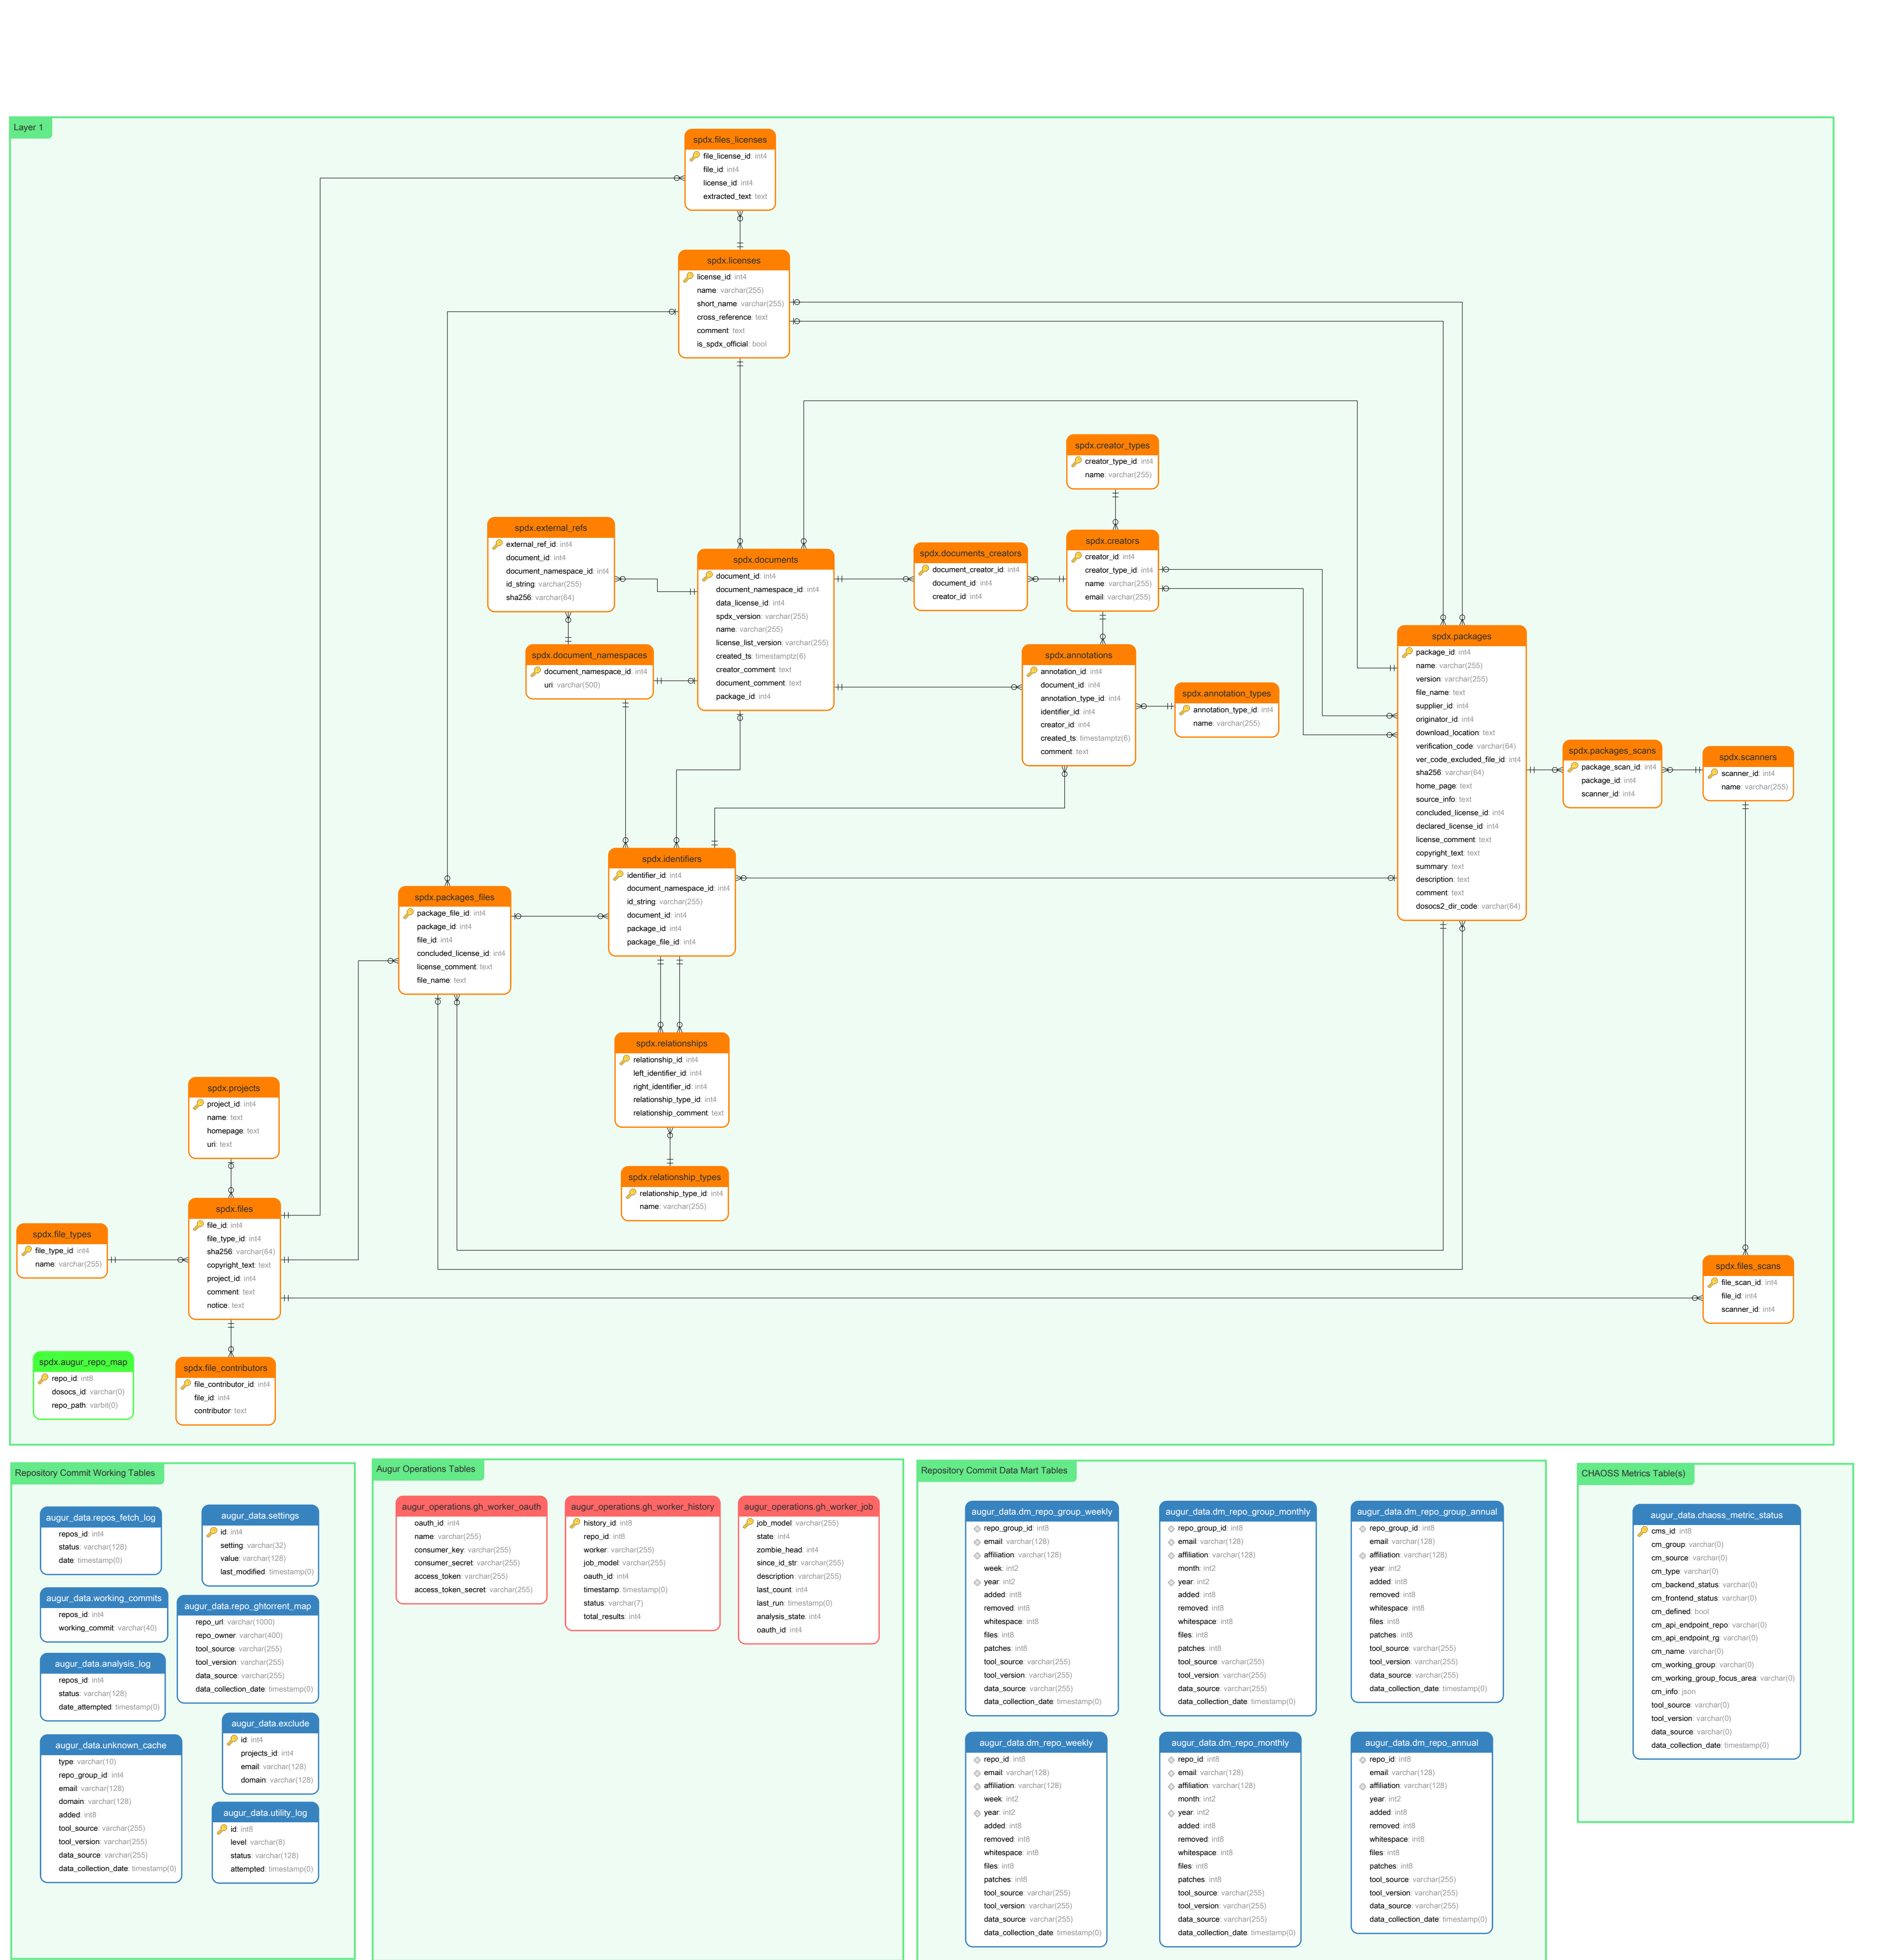 Layer 1
spdx.files_licenses
file_license_id: int4
file_id: int4
license_id: int4
extracted_text: text
spdx.licenses
license_id: int4
name: varchar(255)
short_name: varchar(255)
cross_reference: text
comment: text
is_spdx_official: bool
spdx.creator_types
creator_type_id: int4
name: varchar(255)
spdx.external_refs
external_ref_id: int4
document_id: int4
document_namespace_id: int4
id_string: varchar(255)
sha256: varchar(64)
spdx.documents
document_id: int4
document_namespace_id: int4
data_license_id: int4
spdx_version: varchar(255)
name: varchar(255)
license_list_version: varchar(255)
created_ts: timestamptz(6)
creator_comment: text
document_comment: text
package_id: int4
spdx.documents_creators
document_creator_id: int4
document_id: int4
creator_id: int4
spdx.creators
creator_id: int4
creator_type_id: int4
name: varchar(255)
email: varchar(255)
spdx.document_namespaces
document_namespace_id: int4
uri: varchar(500)
spdx.annotations
annotation_id: int4
document_id: int4
annotation_type_id: int4
identifier_id: int4
creator_id: int4
created_ts: timestamptz(6)
comment: text
spdx.annotation_types
annotation_type_id: int4
name: varchar(255)
spdx.packages
package_id: int4
name: varchar(255)
version: varchar(255)
file_name: text
supplier_id: int4
originator_id: int4
download_location: text
verification_code: varchar(64)
ver_code_excluded_file_id: int4
sha256: varchar(64)
home_page: text
source_info: text
concluded_license_id: int4
declared_license_id: int4
license_comment: text
copyright_text: text
summary: text
description: text
comment: text
dosocs2_dir_code: varchar(64)
spdx.packages_scans
package_scan_id: int4
package_id: int4
scanner_id: int4
spdx.scanners
scanner_id: int4
name: varchar(255)
spdx.identifiers
identifier_id: int4
document_namespace_id: int4
id_string: varchar(255)
document_id: int4
package_id: int4
package_file_id: int4
spdx.packages_files
package_file_id: int4
package_id: int4
file_id: int4
concluded_license_id: int4
license_comment: text
file_name: text
spdx.relationships
relationship_id: int4
left_identifier_id: int4
right_identifier_id: int4
relationship_type_id: int4
relationship_comment: text
spdx.projects
project_id: int4
name: text
homepage: text
uri: text
spdx.relationship_types
relationship_type_id: int4
name: varchar(255)
spdx.files
file_id: int4
file_type_id: int4
sha256: varchar(64)
copyright_text: text
project_id: int4
comment: text
notice: text
spdx.file_types
file_type_id: int4
name: varchar(255)
spdx.files_scans
file_scan_id: int4
file_id: int4
scanner_id: int4
spdx.augur_repo_map
repo_id: int8
dosocs_id: varchar(0)
repo_path: varbit(0)
spdx.file_contributors
file_contributor_id: int4
file_id: int4
contributor: text
Repository Commit Working Tables
augur_data.repos_fetch_log
repos_id: int4
status: varchar(128)
date: timestamp(0)
augur_data.settings
id: int4
setting: varchar(32)
value: varchar(128)
last_modified: timestamp(0)
augur_data.working_commits
repos_id: int4
working_commit: varchar(40)
augur_data.repo_ghtorrent_map
repo_url: varchar(1000)
repo_owner: varchar(400)
tool_source: varchar(255)
tool_version: varchar(255)
data_source: varchar(255)
data_collection_date: timestamp(0)
augur_data.analysis_log
repos_id: int4
status: varchar(128)
date_attempted: timestamp(0)
augur_data.exclude
id: int4
projects_id: int4
email: varchar(128)
domain: varchar(128)
augur_data.unknown_cache
type: varchar(10)
repo_group_id: int4
email: varchar(128)
domain: varchar(128)
added: int8
tool_source: varchar(255)
tool_version: varchar(255)
data_source: varchar(255)
data_collection_date: timestamp(0)
augur_data.utility_log
id: int8
level: varchar(8)
status: varchar(128)
attempted: timestamp(0)
Augur Operations Tables
augur_operations.gh_worker_oauth
oauth_id: int4
name: varchar(255)
consumer_key: varchar(255)
consumer_secret: varchar(255)
access_token: varchar(255)
access_token_secret: varchar(255)
augur_operations.gh_worker_history
history_id: int8
repo_id: int8
worker: varchar(255)
job_model: varchar(255)
oauth_id: int4
timestamp: timestamp(0)
status: varchar(7)
total_results: int4
augur_operations.gh_worker_job
job_model: varchar(255)
state: int4
zombie_head: int4
since_id_str: varchar(255)
description: varchar(255)
last_count: int4
last_run: timestamp(0)
analysis_state: int4
oauth_id: int4
Repository Commit Data Mart Tables
augur_data.dm_repo_group_weekly
repo_group_id: int8
email: varchar(128)
affiliation: varchar(128)
week: int2
year: int2
added: int8
removed: int8
whitespace: int8
files: int8
patches: int8
tool_source: varchar(255)
tool_version: varchar(255)
data_source: varchar(255)
data_collection_date: timestamp(0)
augur_data.dm_repo_group_monthly
repo_group_id: int8
email: varchar(128)
affiliation: varchar(128)
month: int2
year: int2
added: int8
removed: int8
whitespace: int8
files: int8
patches: int8
tool_source: varchar(255)
tool_version: varchar(255)
data_source: varchar(255)
data_collection_date: timestamp(0)
augur_data.dm_repo_group_annual
repo_group_id: int8
email: varchar(128)
affiliation: varchar(128)
year: int2
added: int8
removed: int8
whitespace: int8
files: int8
patches: int8
tool_source: varchar(255)
tool_version: varchar(255)
data_source: varchar(255)
data_collection_date: timestamp(0)
augur_data.dm_repo_weekly
repo_id: int8
email: varchar(128)
affiliation: varchar(128)
week: int2
year: int2
added: int8
removed: int8
whitespace: int8
files: int8
patches: int8
tool_source: varchar(255)
tool_version: varchar(255)
data_source: varchar(255)
data_collection_date: timestamp(0)
augur_data.dm_repo_monthly
repo_id: int8
email: varchar(128)
affiliation: varchar(128)
month: int2
year: int2
added: int8
removed: int8
whitespace: int8
files: int8
patches: int8
tool_source: varchar(255)
tool_version: varchar(255)
data_source: varchar(255)
data_collection_date: timestamp(0)
augur_data.dm_repo_annual
repo_id: int8
email: varchar(128)
affiliation: varchar(128)
year: int2
added: int8
removed: int8
whitespace: int8
files: int8
patches: int8
tool_source: varchar(255)
tool_version: varchar(255)
data_source: varchar(255)
data_collection_date: timestamp(0)
CHAOSS Metrics Table(s)
augur_data.chaoss_metric_status
cms_id: int8
cm_group: varchar(0)
cm_source: varchar(0)
cm_type: varchar(0)
cm_backend_status: varchar(0)
cm_frontend_status: varchar(0)
cm_defined: bool
cm_api_endpoint_repo: varchar(0)
cm_api_endpoint_rg: varchar(0)
cm_name: varchar(0)
cm_working_group: varchar(0)
cm_working_group_focus_area: varchar(0)
cm_info: json
tool_source: varchar(0)
tool_version: varchar(0)
data_source: varchar(0)
data_collection_date: timestamp(0)